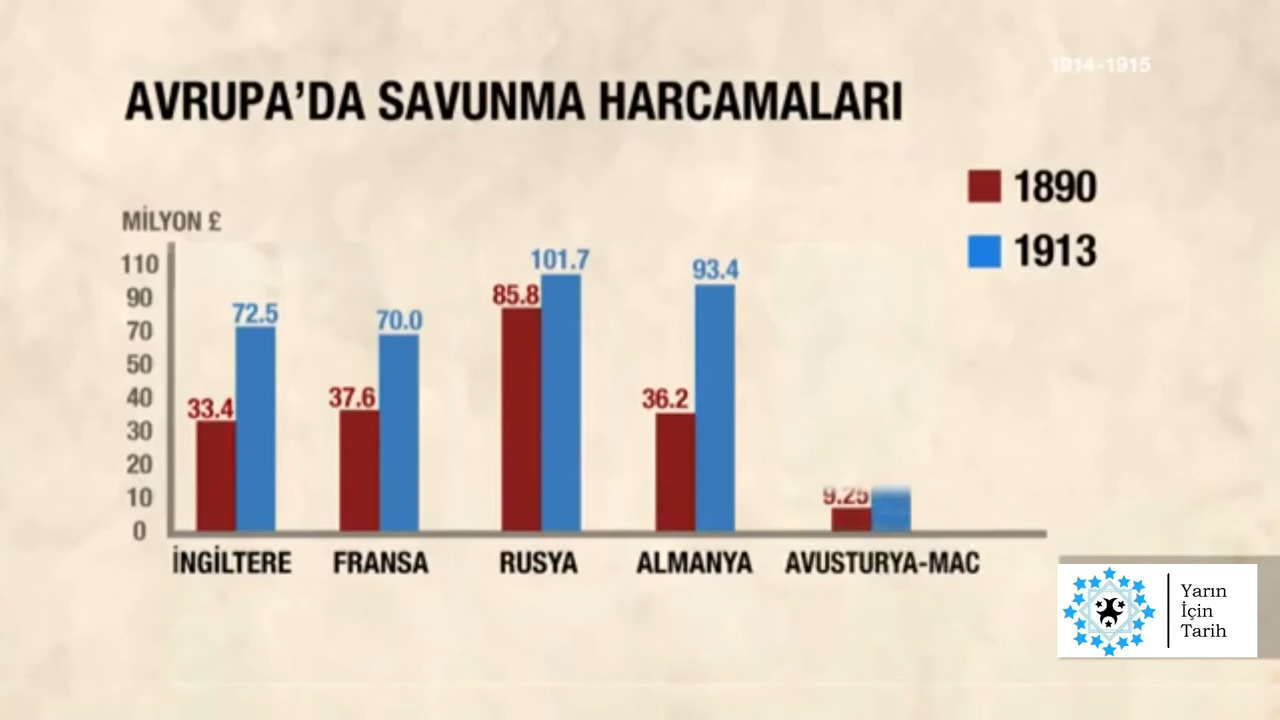 1914-1915
AVRUPA'DA SAVUNMA HARCAMALARI
1890
1913
MİLYON £
110
90
70
50
40
30
20
10
0
33.4
72.5
37.6
70.0
85.8
101.7
36.2
93.4
9.25
İNGİLTERE
FRANSA
RUSYA
ALMANYA
AVUSTURYA-MAC
Yarın
İçin
Tarih